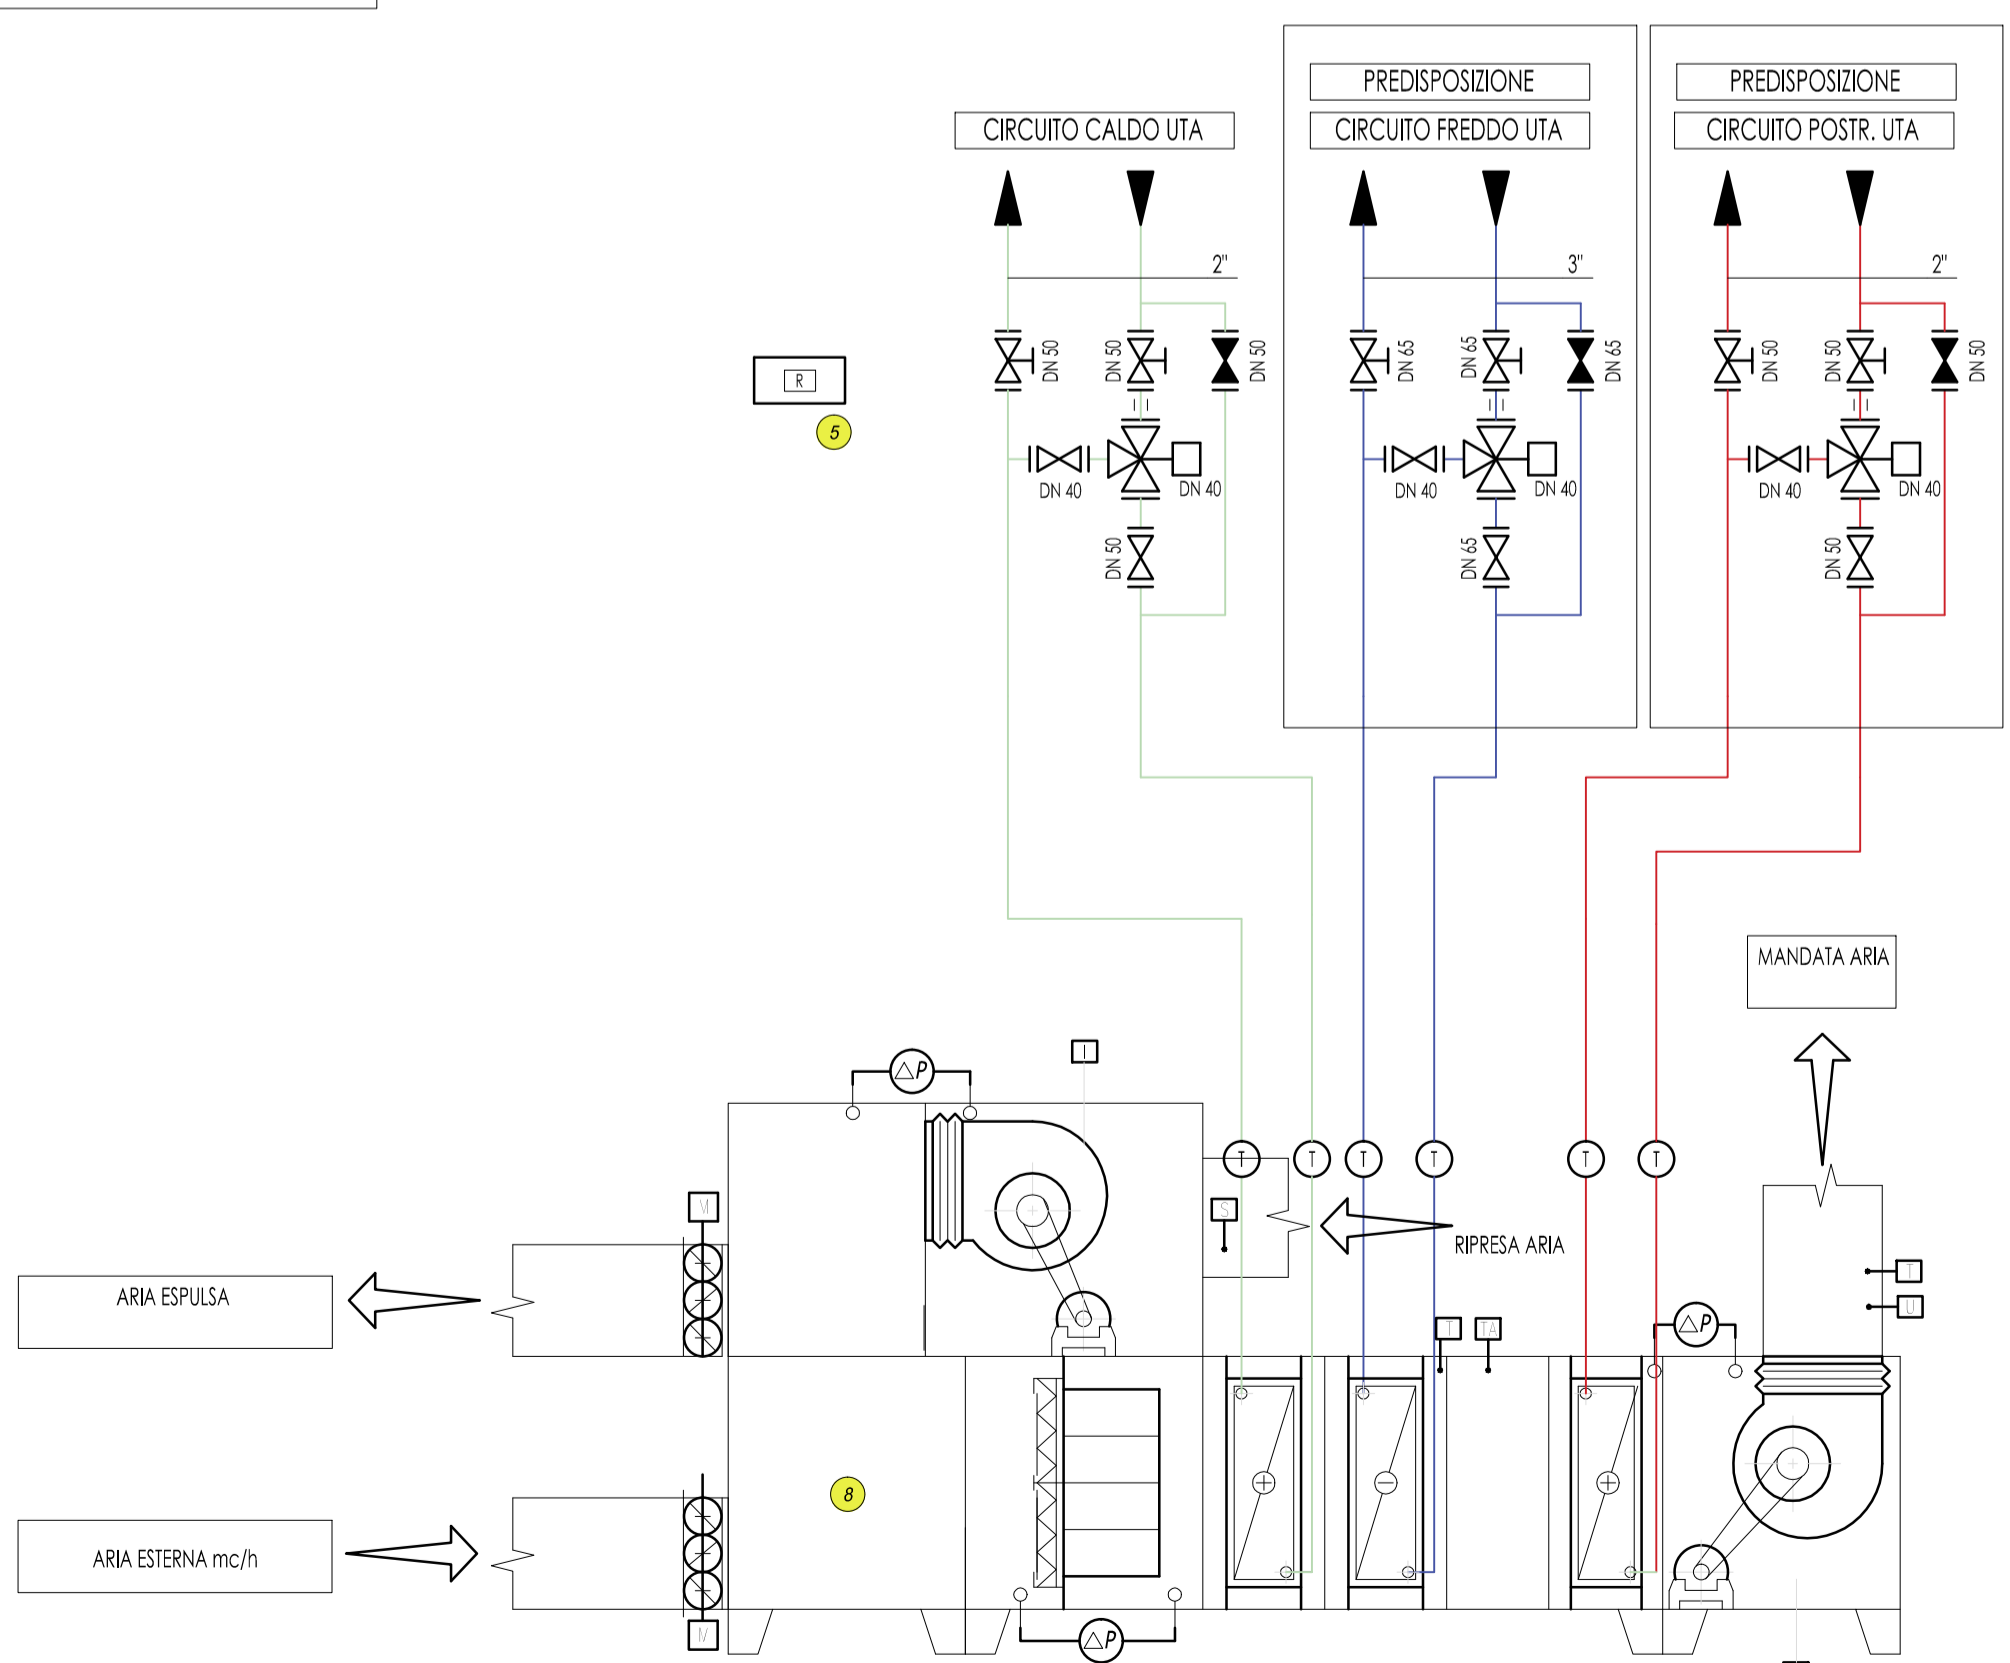 PREDISPOSIZIONE
PREDISPOSIZIONE
CIRCUITO CALDO UTA
CIRCUITO FREDDO UTA
CIRCUITO POSTR. UTA
2"
3"
2"
DN 50
DN 50
DN 50
DN 65
DN 65
DN 65
DN 50
DN 50
DN 50
R
5
DN 40
DN 40
DN 40
DN 40
DN 40
DN 40
DN 50
DN 65
DN 50
MANDATA ARIA
△P
I
T
T
T
T
T
T
M
S
RIPRESA ARIA
T
U
ARIA ESPULSA
T
TA
△P
8
ARIA ESTERNA mc/h
M
△P